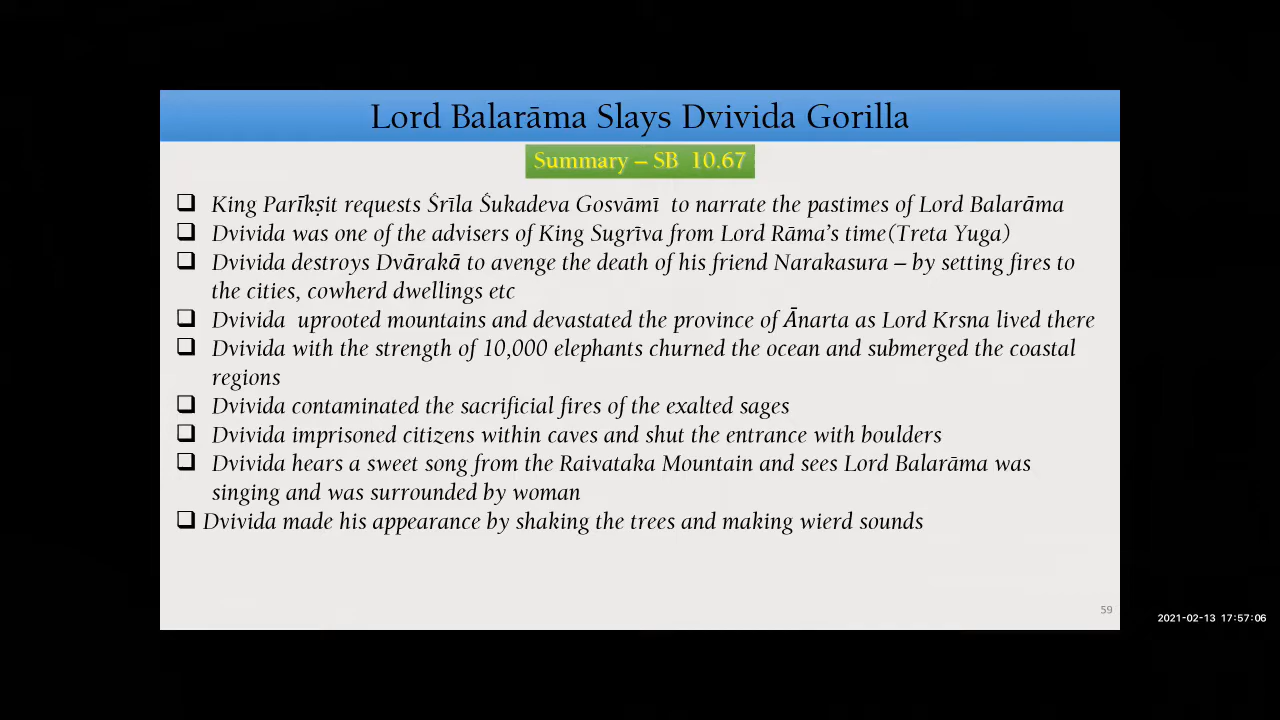 Lord Balarāma Slays Dvivida Gorilla
Summary – SB 10.67
❑ King Parīkṣit requests Śrīla Śukadeva Gosvāmī to narrate the pastimes of Lord Balarāma
❑ Dvivida was one of the advisers of King Sugrīva from Lord Rāma's time(Treta Yuga)
❑ Dvivida destroys Dvārakā to avenge the death of his friend Narakasura – by setting fires to
the cities, cowherd dwellings etc
❑ Dvivida uprooted mountains and devastated the province of Ānarta as Lord Krsna lived there
❑ Dvivida with the strength of 10,000 elephants churned the ocean and submerged the coastal
regions
❑ Dvivida contaminated the sacrificial fires of the exalted sages
❑ Dvivida imprisoned citizens within caves and shut the entrance with boulders
❑ Dvivida hears a sweet song from the Raivataka Mountain and sees Lord Balarāma was
singing and was surrounded by woman
❑ Dvivida made his appearance by shaking the trees and making wierd sounds
59
2021-02-13 17:57:06